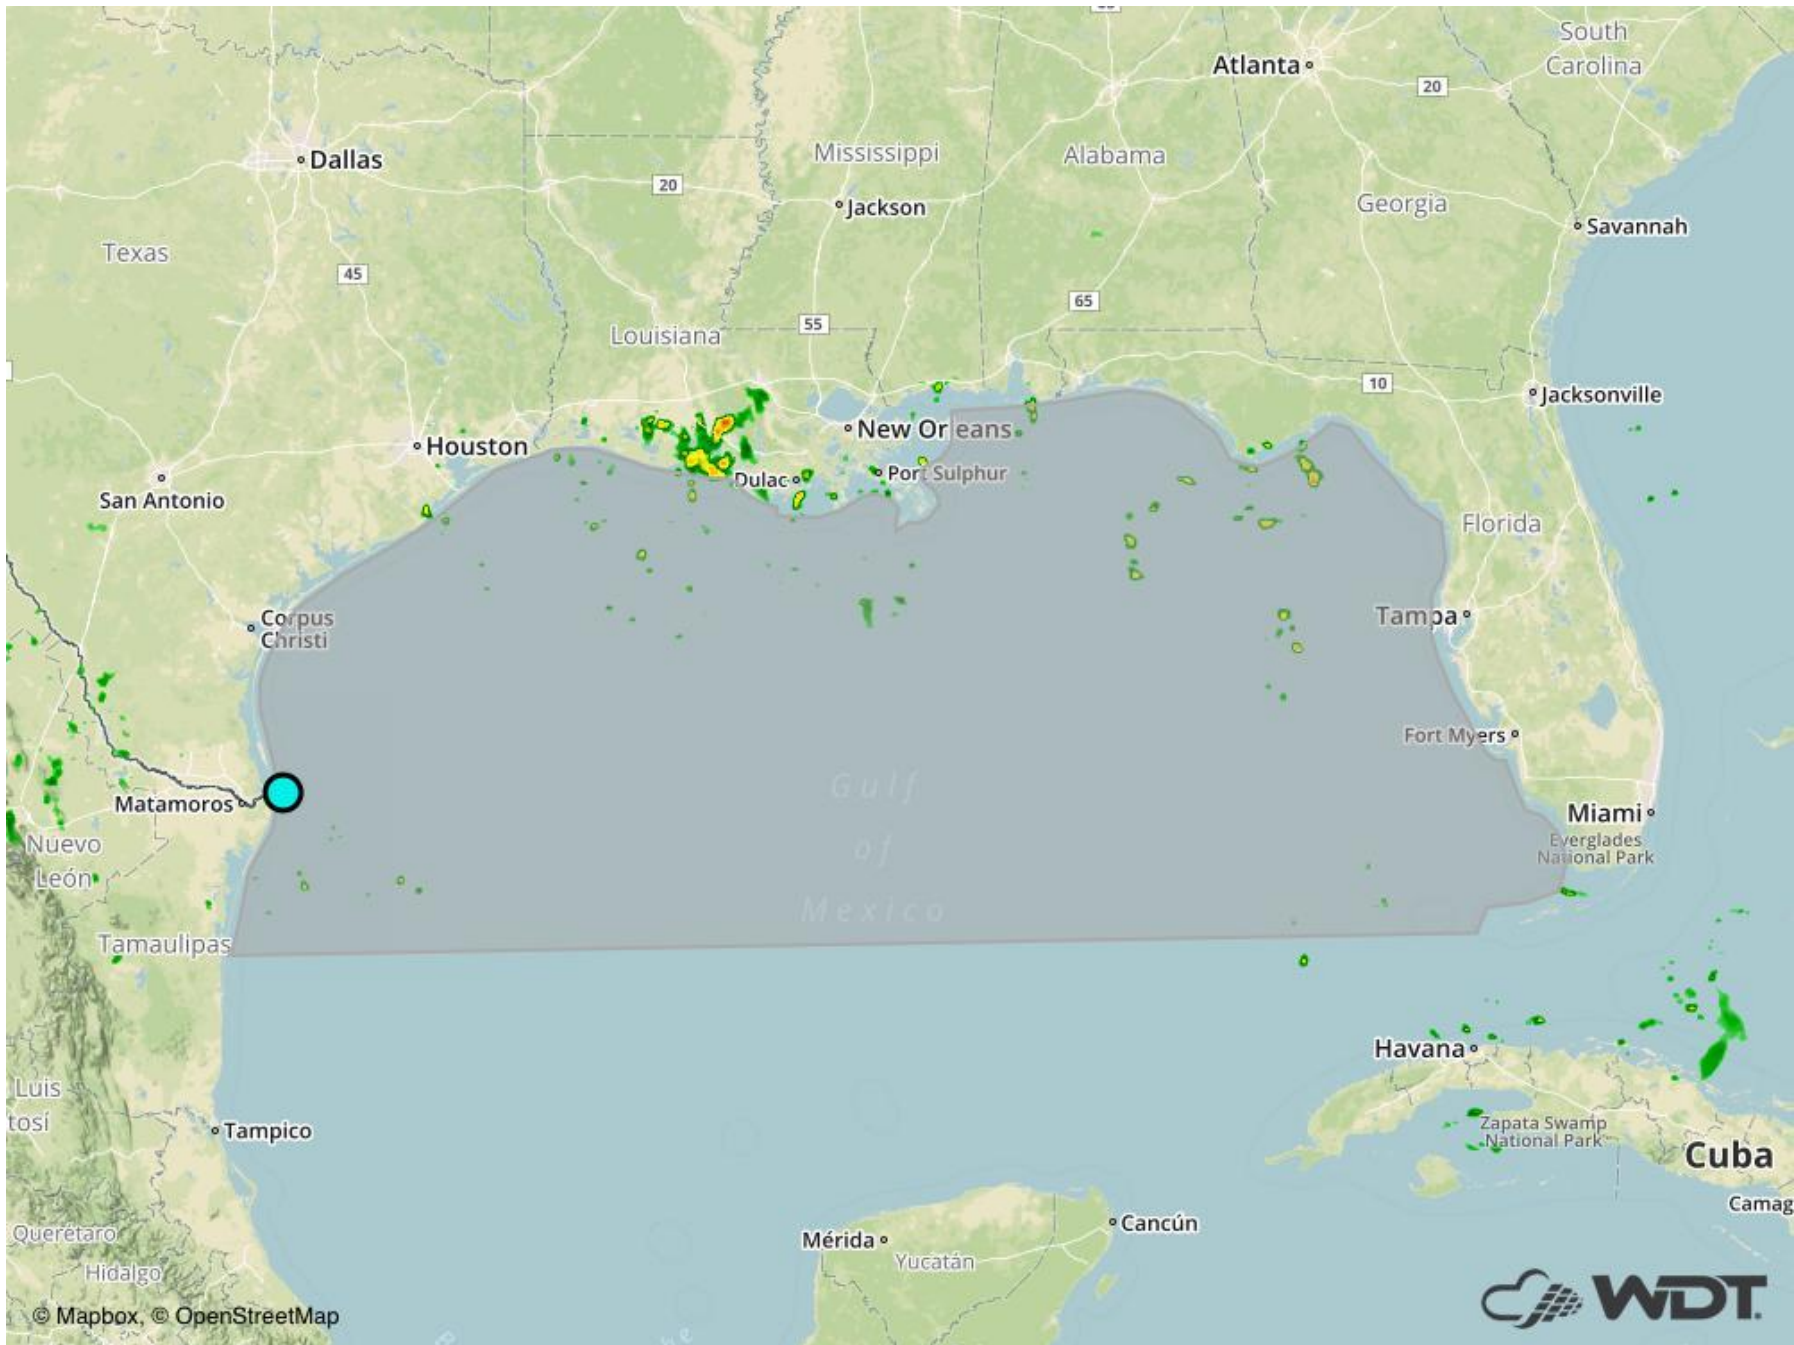 South
Carolina
Atlanta
20
Dallas
Mississippi
Alabama
20
Jackson
Georgia
Savannah
Texas
45
65
55
Louisiana
10
Jacksonville
New Orleans
Houston
Dulac
Port Sulphur
San Antonio
Florida
Corpus
Christi
Tampa
Fort Myers
Gulf
of
Mexico
Matamoros
Miami
Everglades
National Park
Nuevo
León
Tamaulipas
Havana
Luis
tosí
Tampico
Zapata Swamp
National Park
Cuba
Camag
Querétaro
Hidalgo
Mérida
Cancún
Yucatán
© Mapbox, © OpenStreetMap
WDT